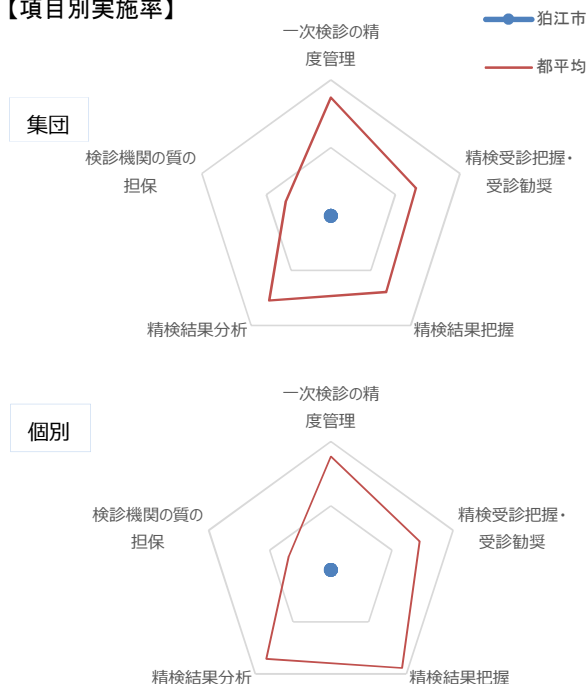 【項目別実施率】
狛江市
都平均
集団
一次検診の精
度管理
検診機関の質の
担保
精検受診把握・
受診勧奨
精検結果分析
精検結果把握
個別
一次検診の精
度管理
検診機関の質の
担保
精検受診把握・
受診勧奨
精検結果分析
精検結果把握